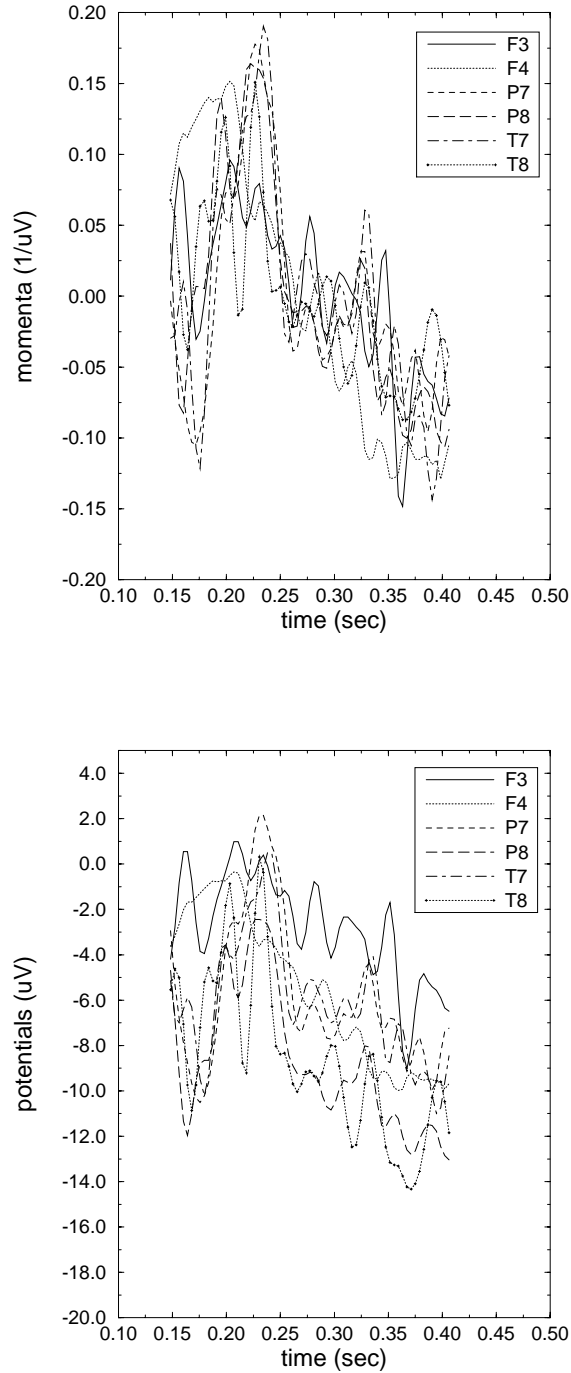 0.20
0.15
0.10
0.05
0.00
-0.05
-0.10
-0.15
-0.20
momenta (1/uV)
0.10 0.15 0.20 0.25 0.30 0.35 0.40 0.45 0.50
time (sec)
F3
F4
P7
P8
T7
T8
4.0
2.0
0.0
-2.0
-4.0
-6.0
-8.0
-10.0
-12.0
-14.0
-16.0
-18.0
-20.0
potentials (uV)
0.10 0.15 0.20 0.25 0.30 0.35 0.40 0.45 0.50
time (sec)
F3
F4
P7
P8
T7
T8